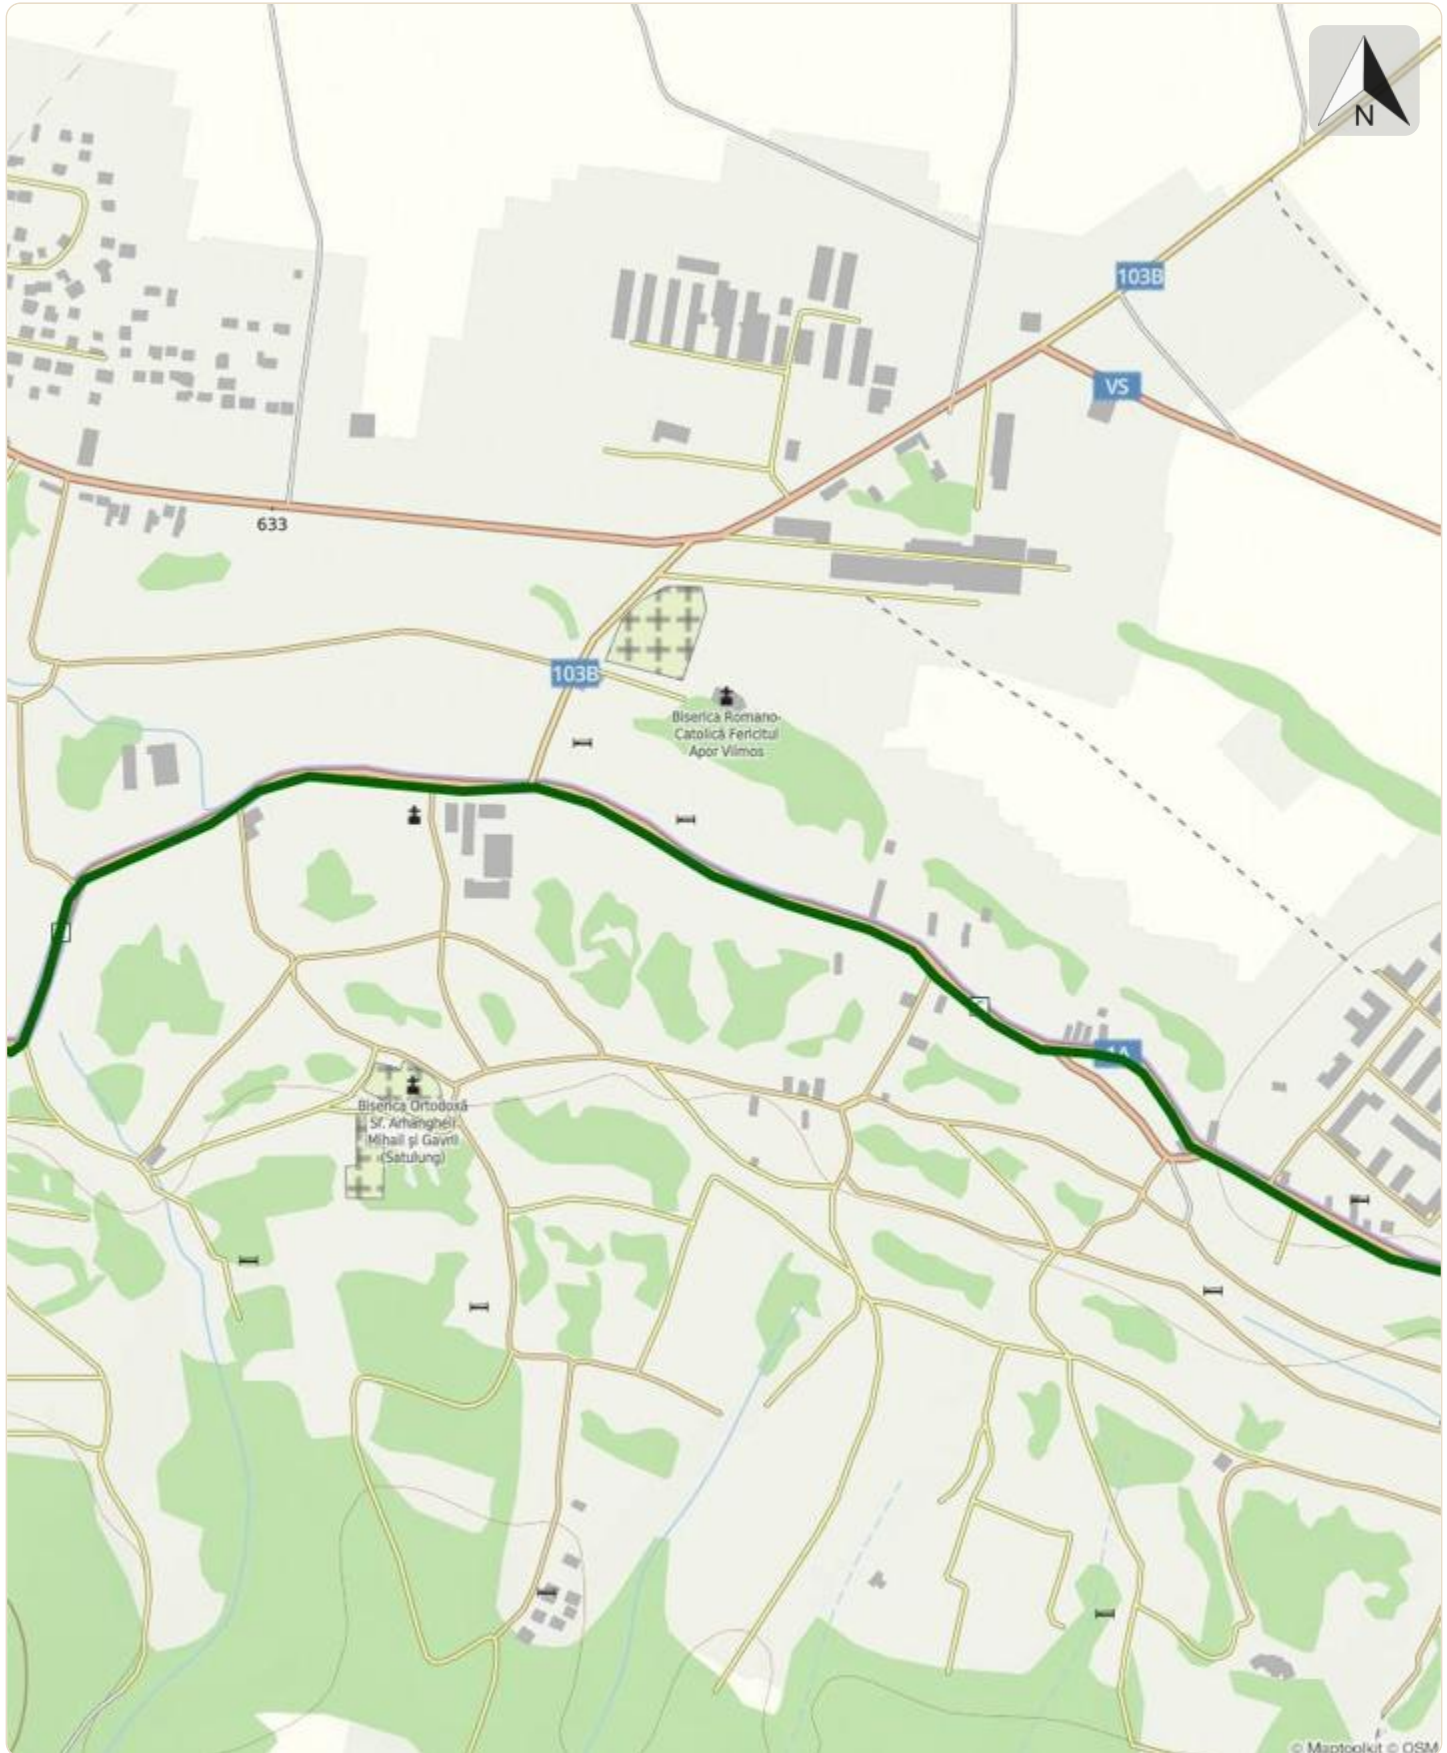 N
103B
VS
633
103B
Biserica Romano-
Catolică Fericitul
Apor Vilmos
1A
Biserica Ortodoxă
Sf. Arhangheli
Mihail și Gavril
(Satulung)
© Maptoolkit © OSM